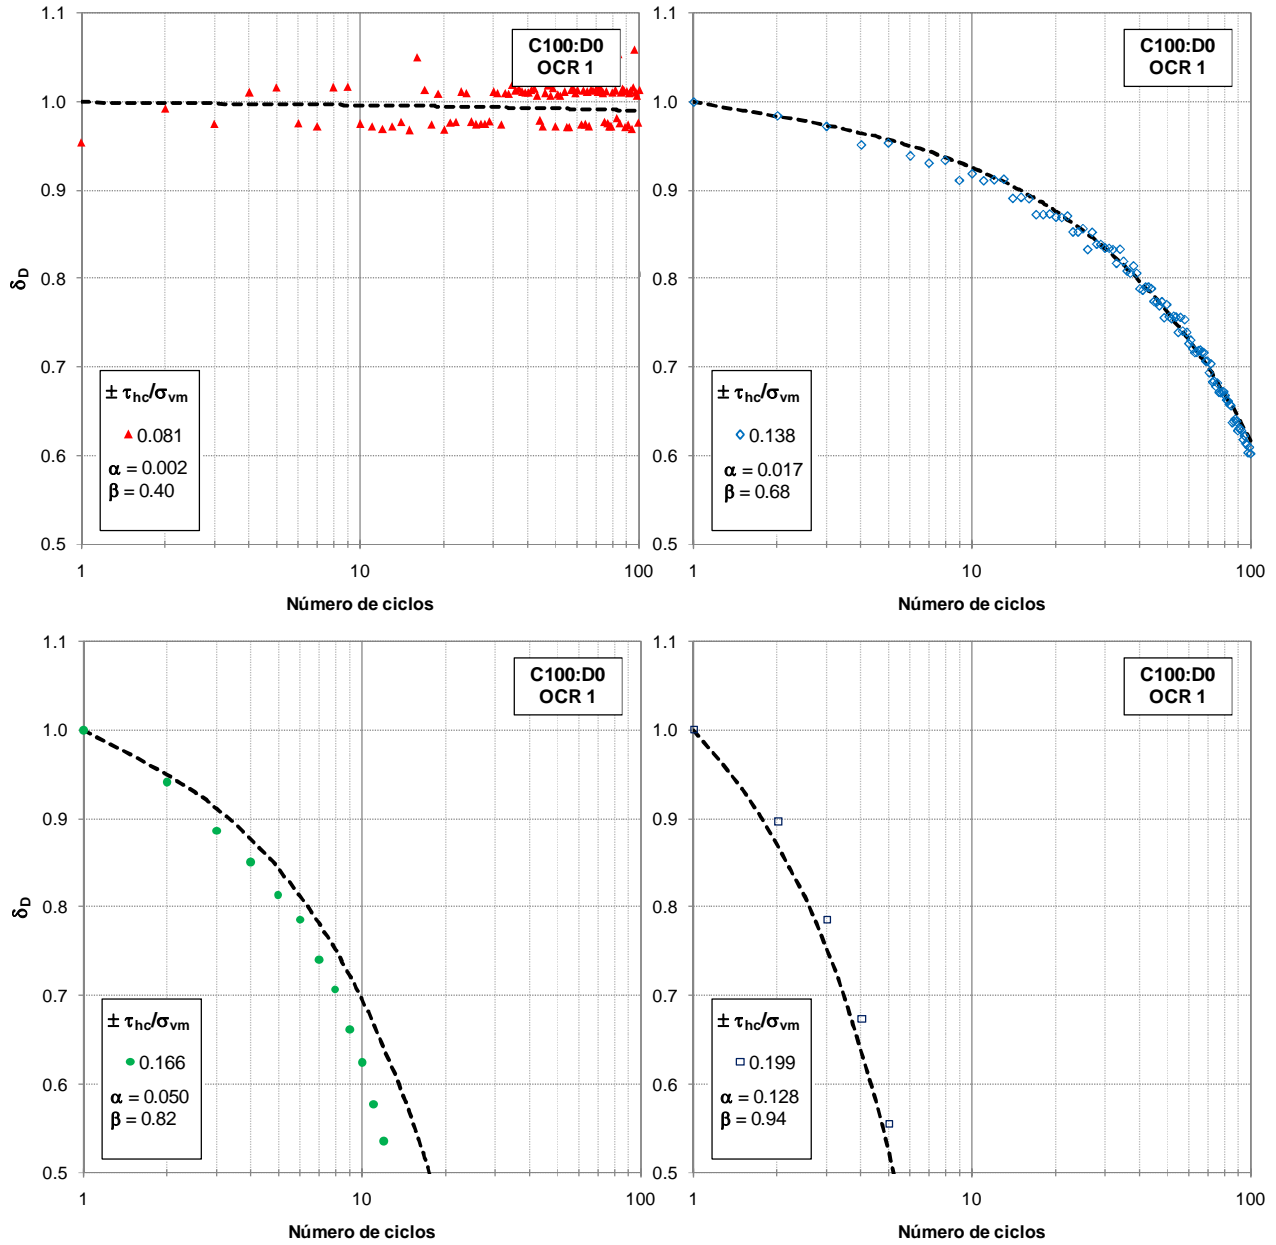 1.1
1.0
0.9
0.8
0.7
0.6
0.5
δD
C100:D0
OCR 1
± τhc/σvm
0.081
α = 0.002
β = 0.40
1
10
100
Número de ciclos
1.1
1.0
0.9
0.8
0.7
0.6
0.5
C100:D0
OCR 1
± τhc/σvm
0.138
α = 0.017
β = 0.68
1
10
100
Número de ciclos
1.1
1.0
0.9
0.8
0.7
0.6
0.5
δD
C100:D0
OCR 1
± τhc/σvm
0.166
α = 0.050
β = 0.82
1
10
100
Número de ciclos
1.1
1.0
0.9
0.8
0.7
0.6
0.5
C100:D0
OCR 1
± τhc/σvm
0.199
α = 0.128
β = 0.94
1
10
100
Número de ciclos